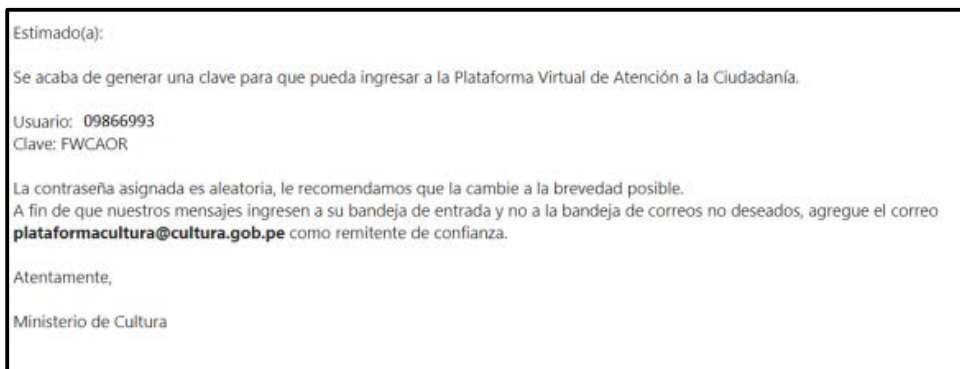 Estimado(a):
Se acaba de generar una clave para que pueda ingresar a la Plataforma Virtual de Atención a la Ciudadanía.
Usuario: 09866993
Clave: FWCAOR
La contraseña asignada es aleatoria, le recomendamos que la cambie a la brevedad posible.
A fin de que nuestros mensajes ingresen a su bandeja de entrada y no a la bandeja de correos no deseados, agregue el correo
plataformacultura@cultura.gob.pe como remitente de confianza.
Atentamente,
Ministerio de Cultura